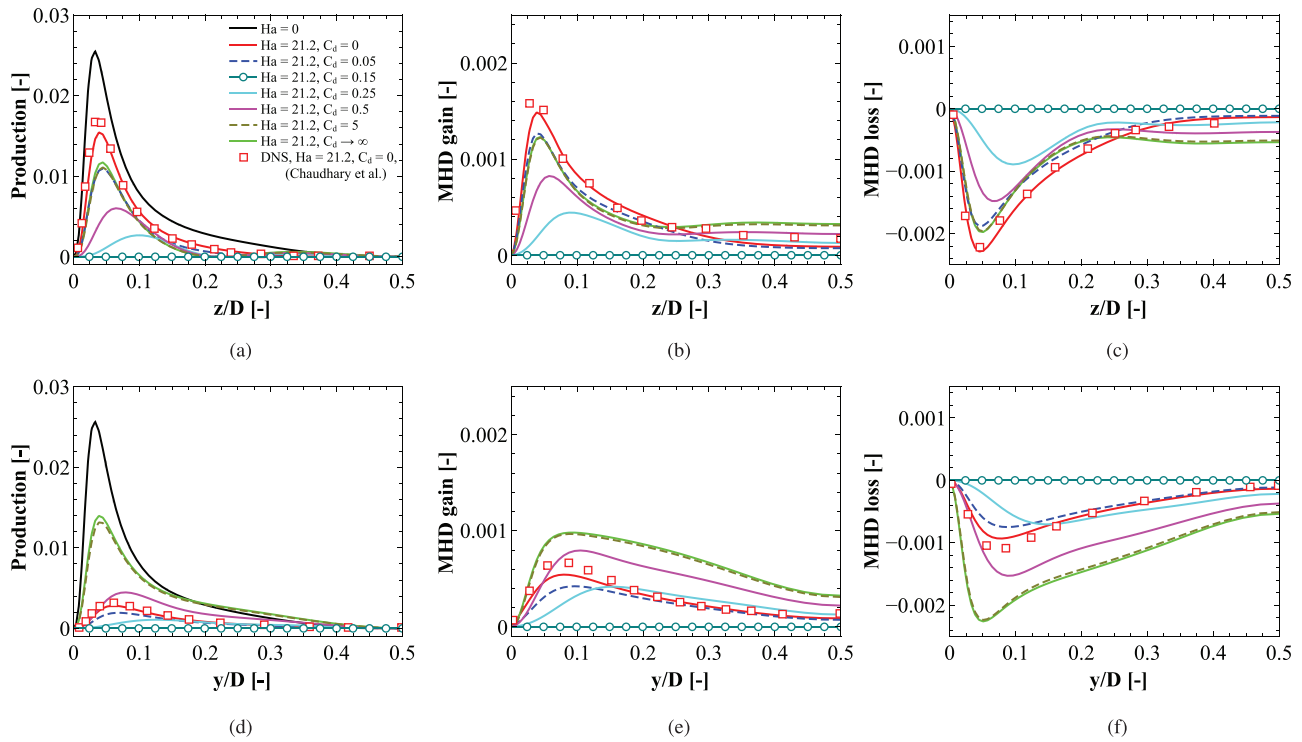 0.03
0.02
0.01
0
Production [-]
0
0.1
0.2
0.3
0.4
0.5
z/D [-]
Ha = 0
Ha = 21.2, C_d = 0
Ha = 21.2, C_d = 0.05
Ha = 21.2, C_d = 0.15
Ha = 21.2, C_d = 0.25
Ha = 21.2, C_d = 0.5
Ha = 21.2, C_d = 5
Ha = 21.2, C_d → ∞
DNS, Ha = 21.2, C_d = 0,
(Chaudhary et al.)
(a)
0.002
0.001
0.000
MHD gain [-]
0
0.1
0.2
0.3
0.4
0.5
z/D [-]
(b)
0.001
0
−0.001
−0.002
MHD loss [-]
0
0.1
0.2
0.3
0.4
0.5
z/D [-]
(c)
0.03
0.02
0.01
0
Production [-]
0
0.1
0.2
0.3
0.4
0.5
y/D [-]
(d)
0.002
0.001
0.000
MHD gain [-]
0
0.1
0.2
0.3
0.4
0.5
y/D [-]
(e)
0.001
0
−0.001
−0.002
MHD loss [-]
0
0.1
0.2
0.3
0.4
0.5
y/D [-]
(f)